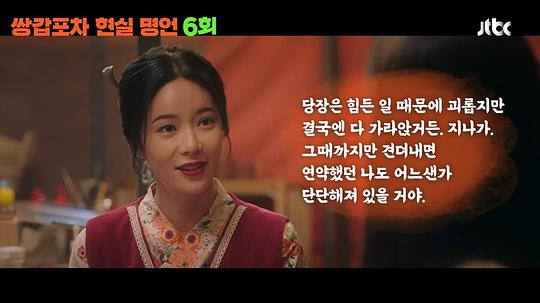 쌍갑포차 현실 명언 6회
jtbc
당장은 힘든 일 때문에 괴롭지만
결국엔 다 가라앉거든. 지나가.
그때까지만 견뎌내면
연약했던 나도 어느샌가
단단해져 있을 거야.